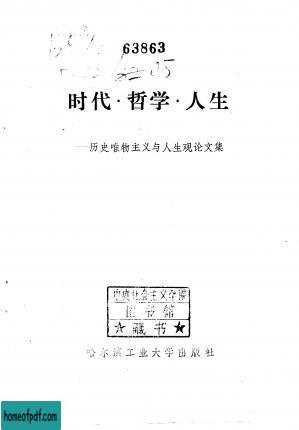 63863
时代·哲学·人生
——历史唯物主义与人生观论文集
中央社会主义学院
图书馆
★藏书★
哈尔滨工业大学出版社
homeofpdf.com